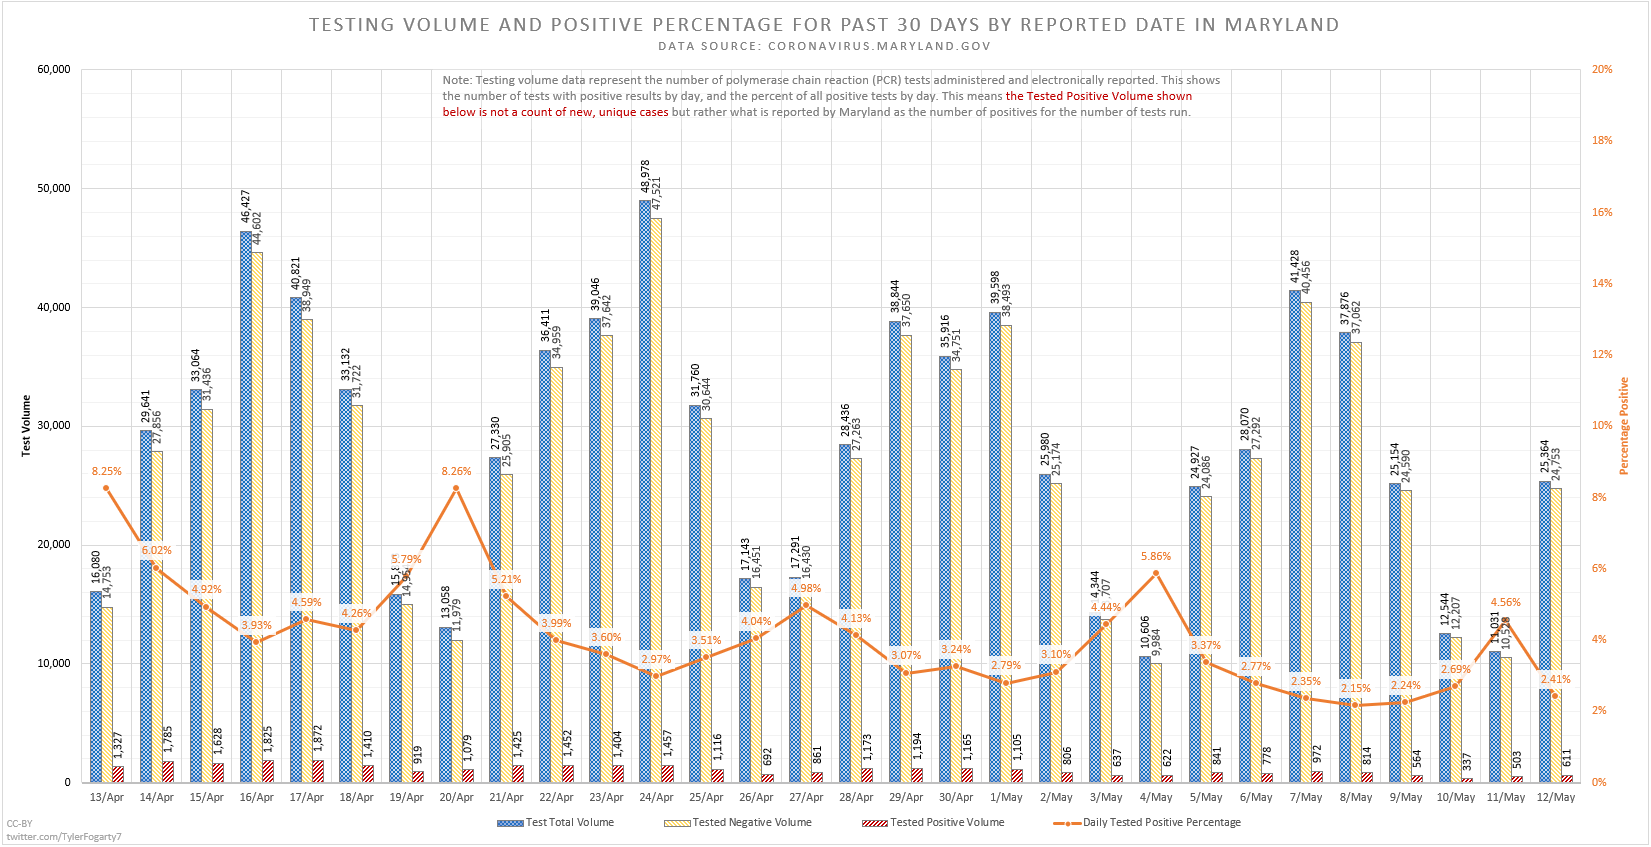 TESTING VOLUME AND POSITIVE PERCENTAGE FOR PAST 30 DAYS BY REPORTED DATE IN MARYLAND
DATA SOURCE: CORONAVIRUS.MARYLAND.GOV
Note: Testing volume data represent the number of polymerase chain reaction (PCR) tests administered and electronically reported. This shows
the number of tests with positive results by day, and the percent of all positive tests by day. This means the Tested Positive Volume shown
below is not a count of new, unique cases but rather what is reported by Maryland as the number of positives for the number of tests run.
Test Volume
60,000
50,000
40,000
30,000
20,000
10,000
0
16,080 14,753 1,327 8.25%
29,641 27,856 1,785 6.02%
33,064 31,436 1,628 4.92%
46,427 44,602 1,825 3.93%
40,821 38,949 1,872 4.59%
33,132 31,722 1,410 4.26%
919 5.79%
13,058 11,979 1,079 8.26%
27,330 25,905 1,425 5.21%
36,411 34,959 1,452 3.99%
39,046 37,642 1,404 3.60%
48,978 47,521 1,457 2.97%
31,760 30,644 1,116 3.51%
17,143 16,451 692 4.04%
17,291 16,430 861 4.98%
28,436 27,263 1,173 4.13%
38,844 37,650 1,194 3.07%
35,916 34,751 1,165 3.24%
39,598 38,493 1,105 2.79%
25,980 25,174 806 3.10%
637 4.44%
10,606 9,984 622 5.86%
24,927 24,086 841 3.37%
28,070 27,292 778 2.77%
41,428 40,456 972 2.35%
37,876 37,062 814 2.15%
25,154 24,590 564 2.24%
12,544 12,207 337 2.69%
11,031 10,528 503 4.56%
25,364 24,753 611 2.41%
20%
18%
16%
14%
12%
10%
8%
6%
4%
2%
0%
Percentage Positive
13/Apr 14/Apr 15/Apr 16/Apr 17/Apr 18/Apr 19/Apr 20/Apr 21/Apr 22/Apr 23/Apr 24/Apr 25/Apr 26/Apr 27/Apr 28/Apr 29/Apr 30/Apr 1/May 2/May 3/May 4/May 5/May 6/May 7/May 8/May 9/May 10/May 11/May 12/May
Test Total Volume Tested Negative Volume Tested Positive Volume Daily Tested Positive Percentage
CC-BY
twitter.com/TylerFogarty7